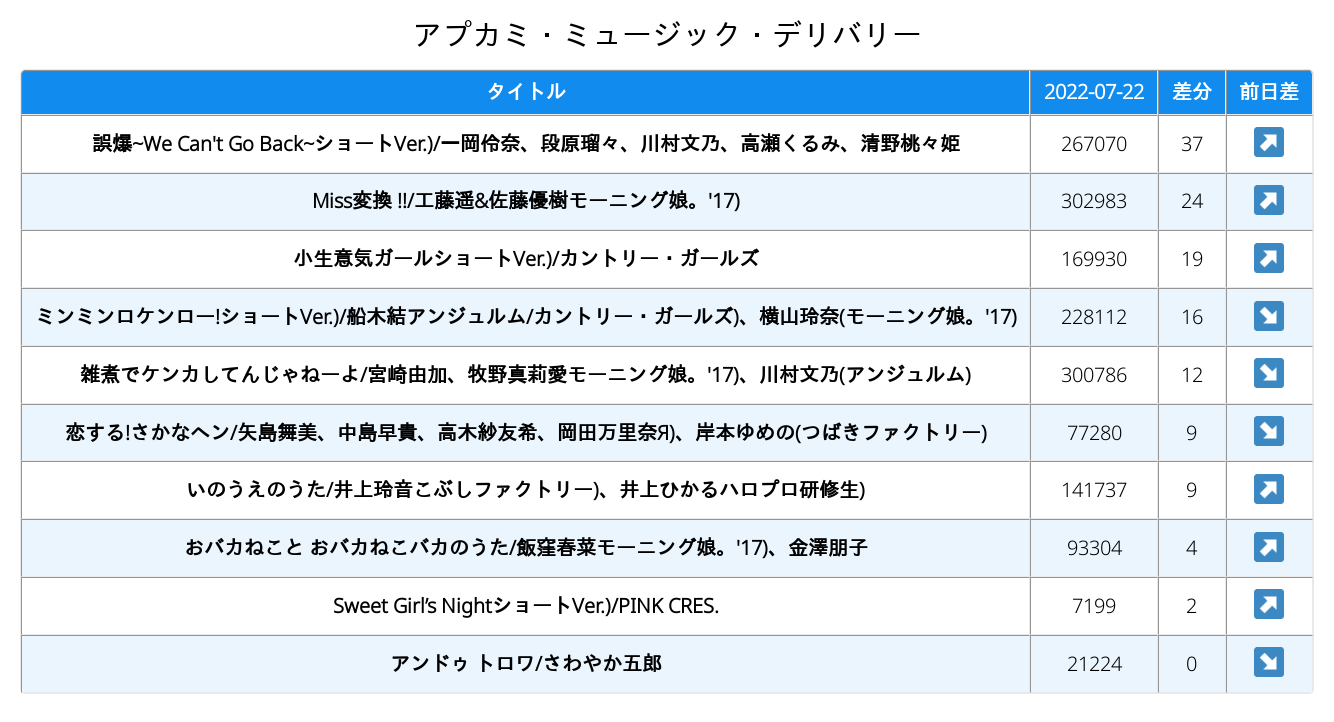 アプカミ・ミュージック・デリバリー
タイトル 2022-07-22 差分 前日差
誤爆~We Can't Go Back~ショートVer.)/一岡伶奈、段原瑠々、川村文乃、高瀬くるみ、清野桃々姫 267070 37 ↗
Miss変換 !!/工藤遥&佐藤優樹モーニング娘。'17) 302983 24 ↗
小生意気ガールショートVer.)/カントリー・ガールズ 169930 19 ↗
ミンミンロケンロー!ショートVer.)/船木結アンジュルム/カントリー・ガールズ)、横山玲奈(モーニング娘。'17) 228112 16 ↘
雑煮でケンカしてんじゃねーよ/宮崎由加、牧野真莉愛モーニング娘。'17)、川村文乃(アンジュルム) 300786 12 ↘
恋する!さかなヘン/矢島舞美、中島早貴、高木紗友希、岡田万里奈Я)、岸本ゆめの(つばきファクトリー) 77280 9 ↘
いのうえのうた/井上玲音こぶしファクトリー)、井上ひかるハロプロ研修生) 141737 9 ↗
おバカねこと おバカねこバカのうた/飯窪春菜モーニング娘。'17)、金澤朋子 93304 4 ↗
Sweet Girl’s NightショートVer.)/PINK CRES. 7199 2 ↗
アンドゥ トロワ/さわやか五郎 21224 0 ↘